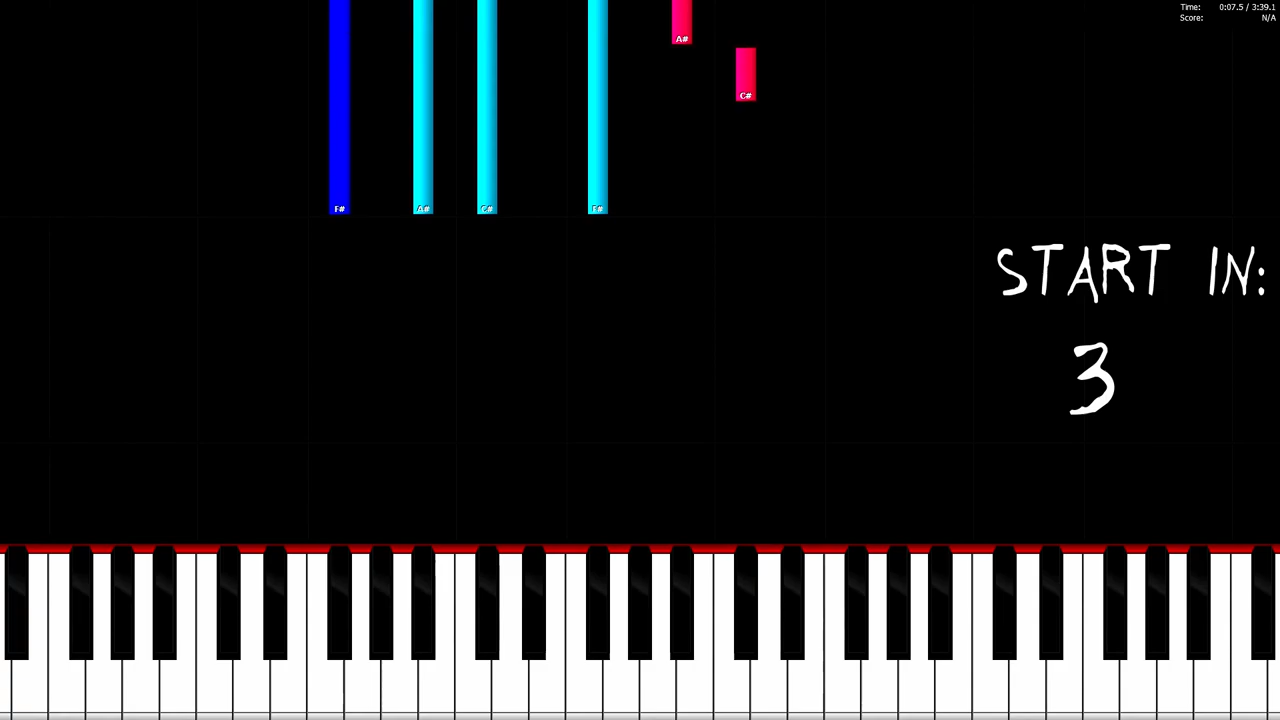 Time: 0:07.5 / 3:39.1
Score: N/A
A#
C#
F# A# C# F#
START IN:
3